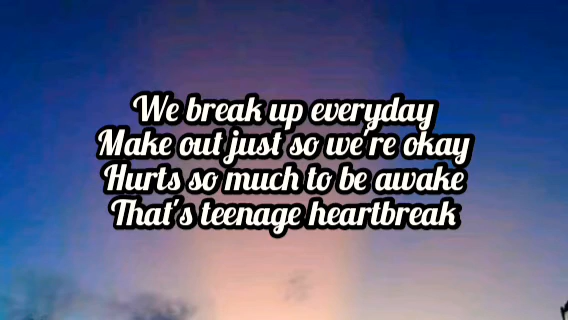 We break up everyday
Make out just so we're okay
Hurts so much to be awake
That's teenage heartbreak